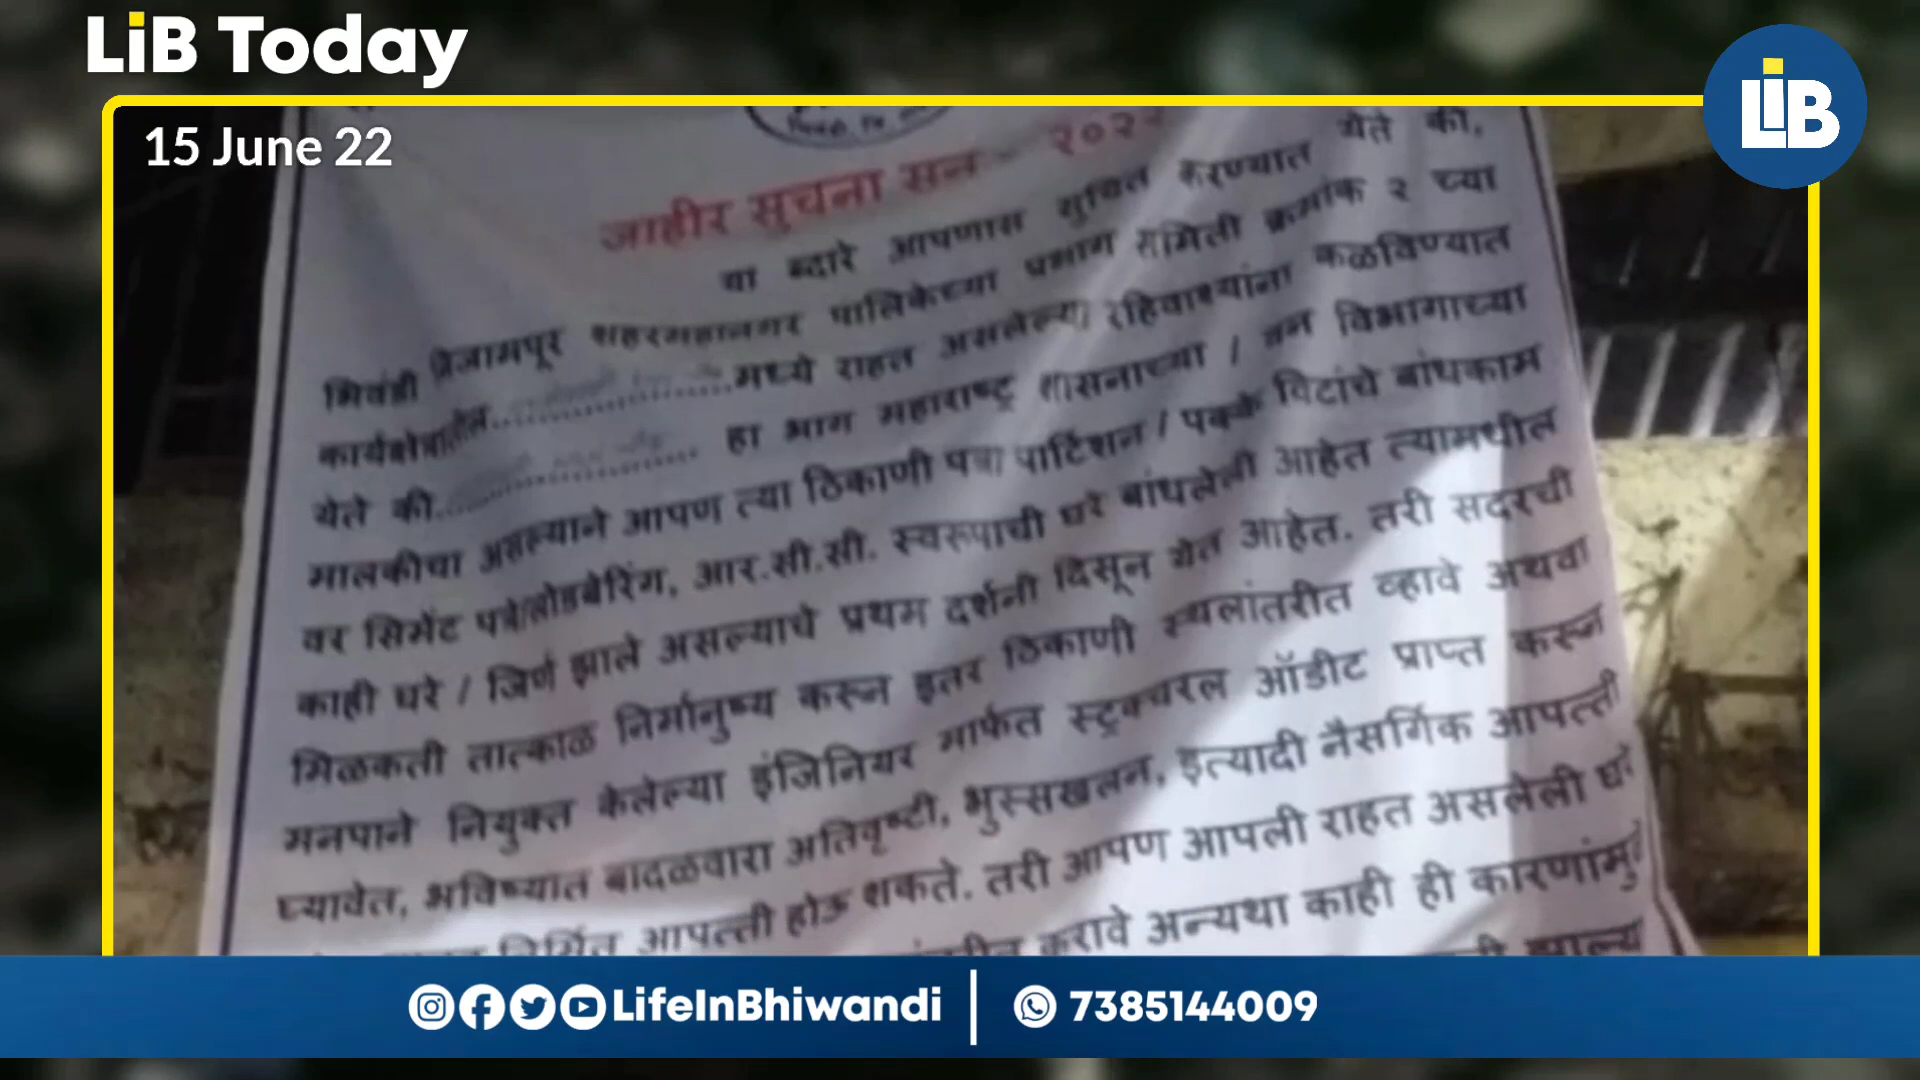 LiB Today
LiB
15 June 22
जाहीर सुचना सन - २०२२
या ब्दारे आपणास सुचित करण्यात येते की,
भिवंडी निजामपूर शहरमहानगर पालिकेच्या प्रभाग समिती क्रमांक २ च्या
कार्यक्षेत्रातील....................मध्ये राहत असलेल्या रहिवाश्यांना कळविण्यात
येते की.................... हा भाग महाराष्ट्र शासनाच्या / वन विभागाच्या
मालकीचा असल्याने आपण त्या ठिकाणी पत्रा पार्टिशन / पक्के विटांचे बांधकाम
वर सिमेंट पत्रे/लोडबेरिंग, आर.सी.सी. स्वरुपाची घरे बांधलेली आहेत त्यामधील
काही घरे / जिर्ण झाले असल्याचे प्रथम दर्शनी दिसून येत आहेत. तरी सदरची
मिळकती तात्काळ निर्मानुष्य करून इतर ठिकाणी स्थलांतरीत व्हावे अथवा
मनपाने नियुक्त केलेल्या इंजिनियर मार्फत स्ट्रक्चरल ऑडीट प्राप्त करून
घ्यावेत, भविष्यात बादळवारा अतिवृष्टी, भुस्सखलन, इत्यादी नैसर्गिक आपत्ती
निर्मित आपत्ती होऊ शकते. तरी आपण आपली राहत असलेली घरे
करावे अन्यथा काही ही कारणांमुळे
झाल्य
LifeInBhiwandi | 7385144009